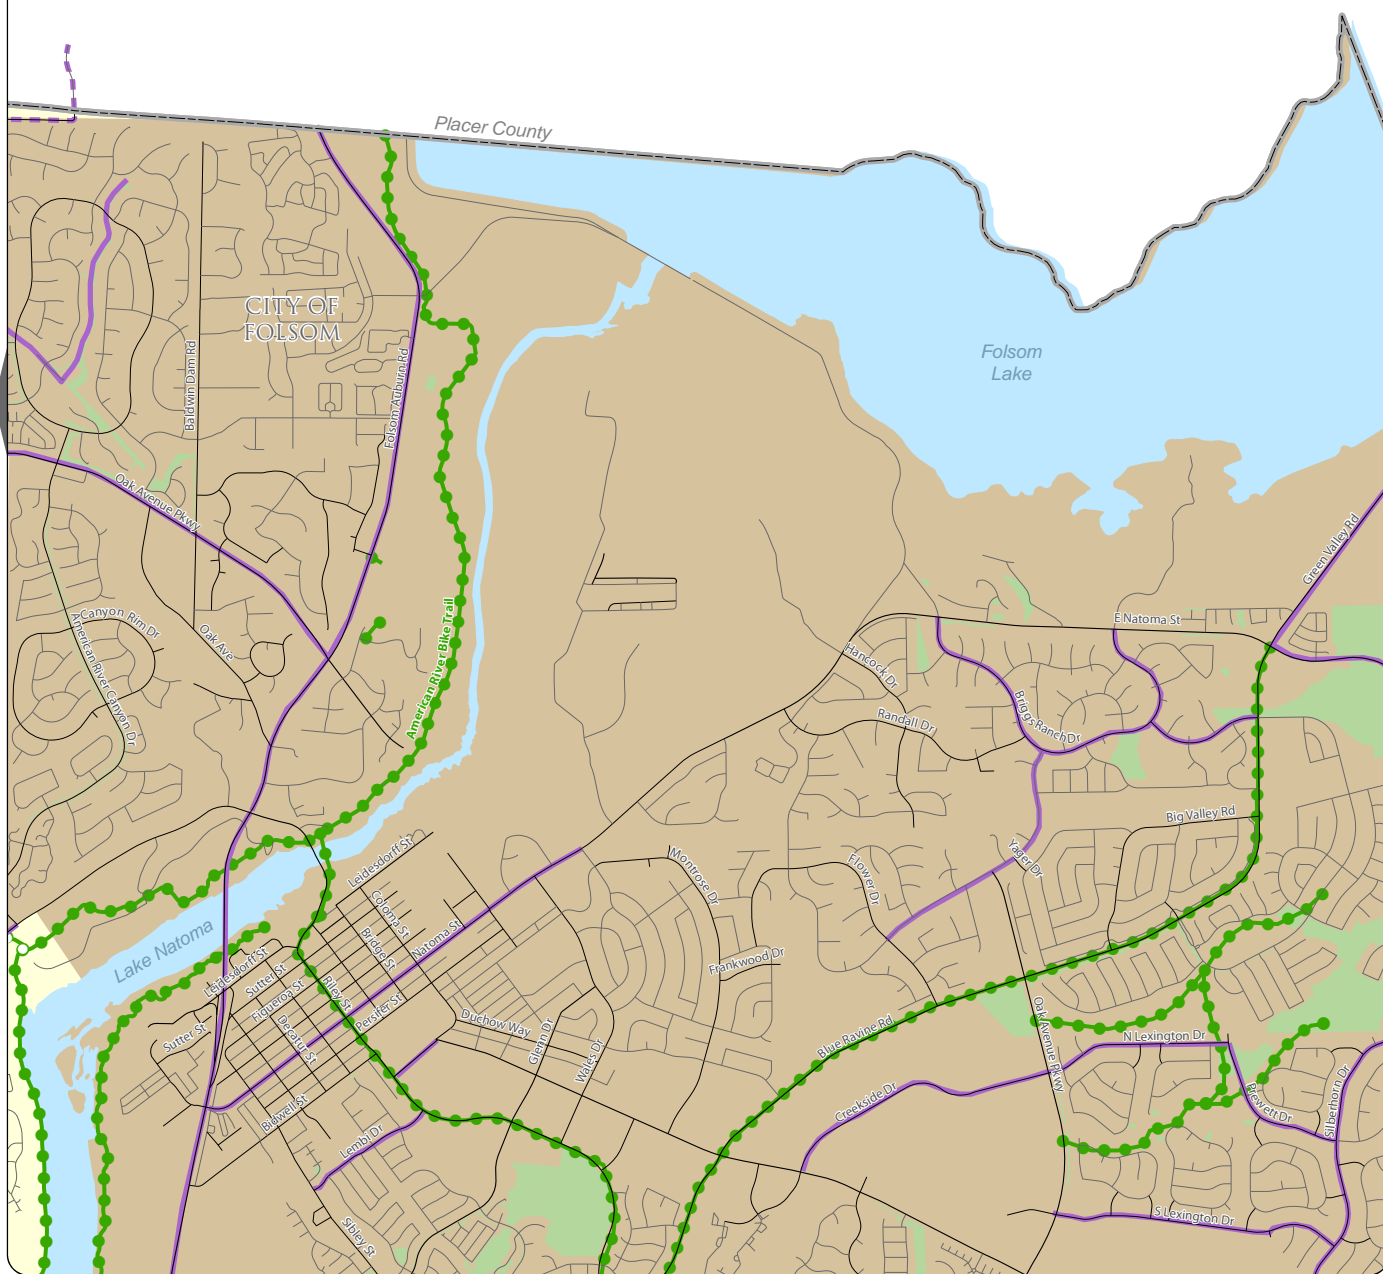 Placer County
CITY OF
FOLSOM
Folsom
Lake
Baldwin Dam Rd
Folsom Auburn Rd
Oak Avenue Pkwy
Green Valley Rd
Canyon Rim Dr
American River Canyon Dr
Oak Ave
American River Bike Trail
E Natoma St
Hancock Dr
Randall Dr
Briggs Ranch Dr
Big Valley Rd
Yager Dr
Leidesdorff St
Montrose Dr
Flower Dr
Coloma St
Bridge St
Natoma St
Lake Natoma
Frankwood Dr
Leidesdorff St
Sutter St
Figueroa St
Riley St
Persifer St
Decatur St
Sutter St
Duchow Way
Glenn Dr
Wales Dr
Blue Ravine Rd
Oak Avenue Pkwy
N Lexington Dr
Creekside Dr
Prewett Dr
Silberhorn Dr
Bidwell St
Lembi Dr
Sibley St
S Lexington Dr